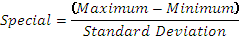 Special = (Maximum − Minimum) / Standard Deviation